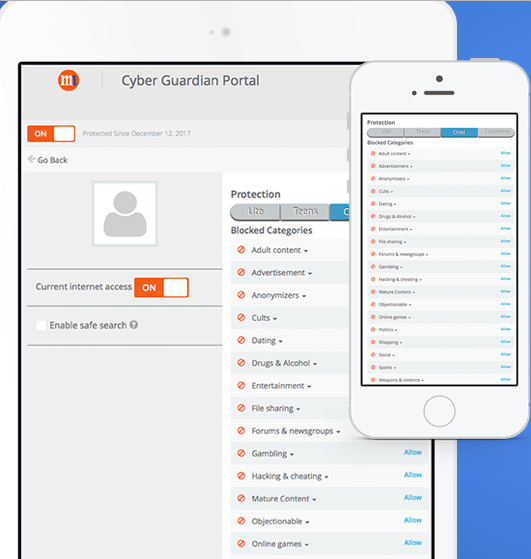 m1
Cyber Guardian Portal
ON
Protected Since December 12, 2017
Go Back
Current internet access ON
Enable safe search
Protection
Lite Teens C
Blocked Categories
Adult content
Advertisement
Anonymizers
Cults
Dating
Drugs & Alcohol
Entertainment
File sharing
Forums & newsgroups
Gambling Allow
Hacking & cheating Allow
Mature Content Allow
Objectionable Allow
Online games Allow
Protection
Lite Teens Child
Blocked Categories
Adult content Allow
Advertisement Allow
Anonymizers Allow
Cults Allow
Dating Allow
Drugs & Alcohol Allow
Entertainment Allow
File sharing Allow
Forums & newsgroups Allow
Gambling Allow
Hacking & cheating Allow
Mature Content Allow
Objectionable Allow
Online games Allow
Politics Allow
Shopping Allow
Social Allow
Sports Allow
Weapons & violence Allow